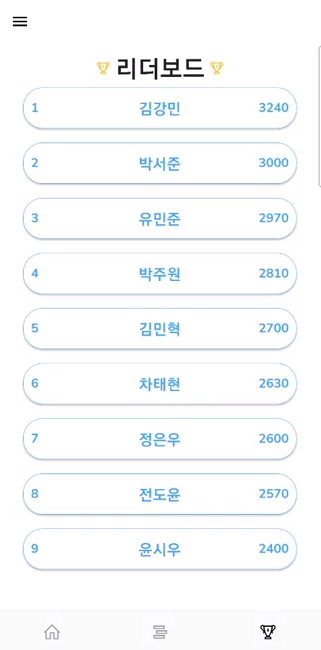 리더보드
1 김강민 3240
2 박서준 3000
3 유민준 2970
4 박주원 2810
5 김민혁 2700
6 차태현 2630
7 정은우 2600
8 전도윤 2570
9 윤시우 2400